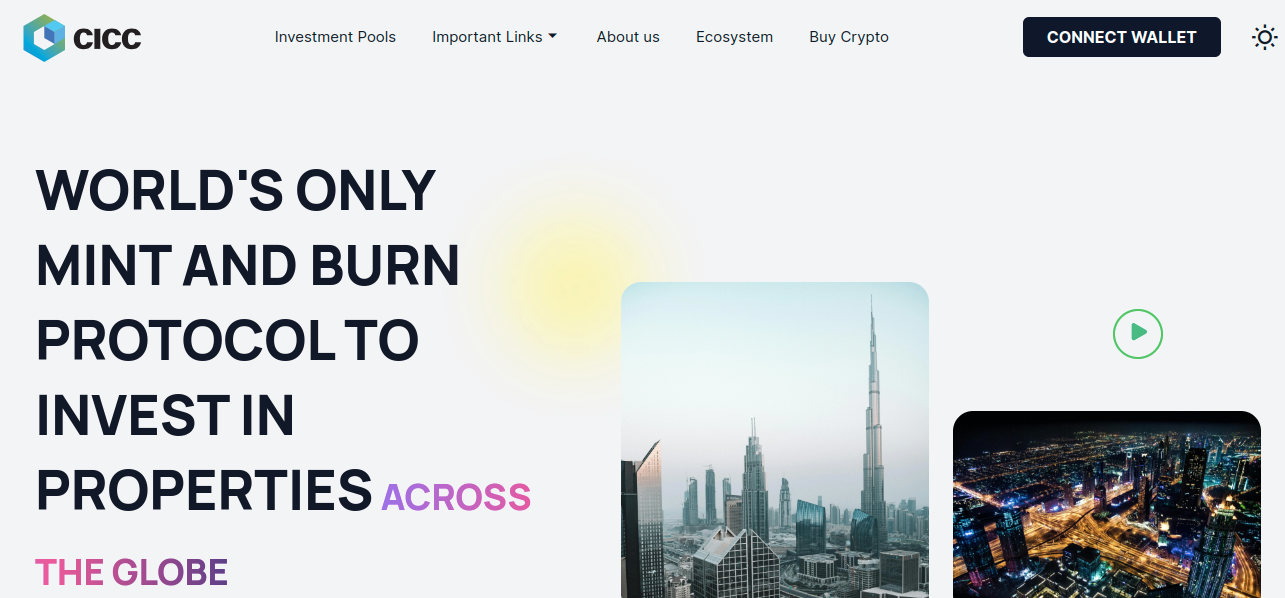 CICC
Investment Pools
Important Links
About us
Ecosystem
Buy Crypto
CONNECT WALLET
WORLD'S ONLY
MINT AND BURN
PROTOCOL TO
INVEST IN
PROPERTIES ACROSS
THE GLOBE